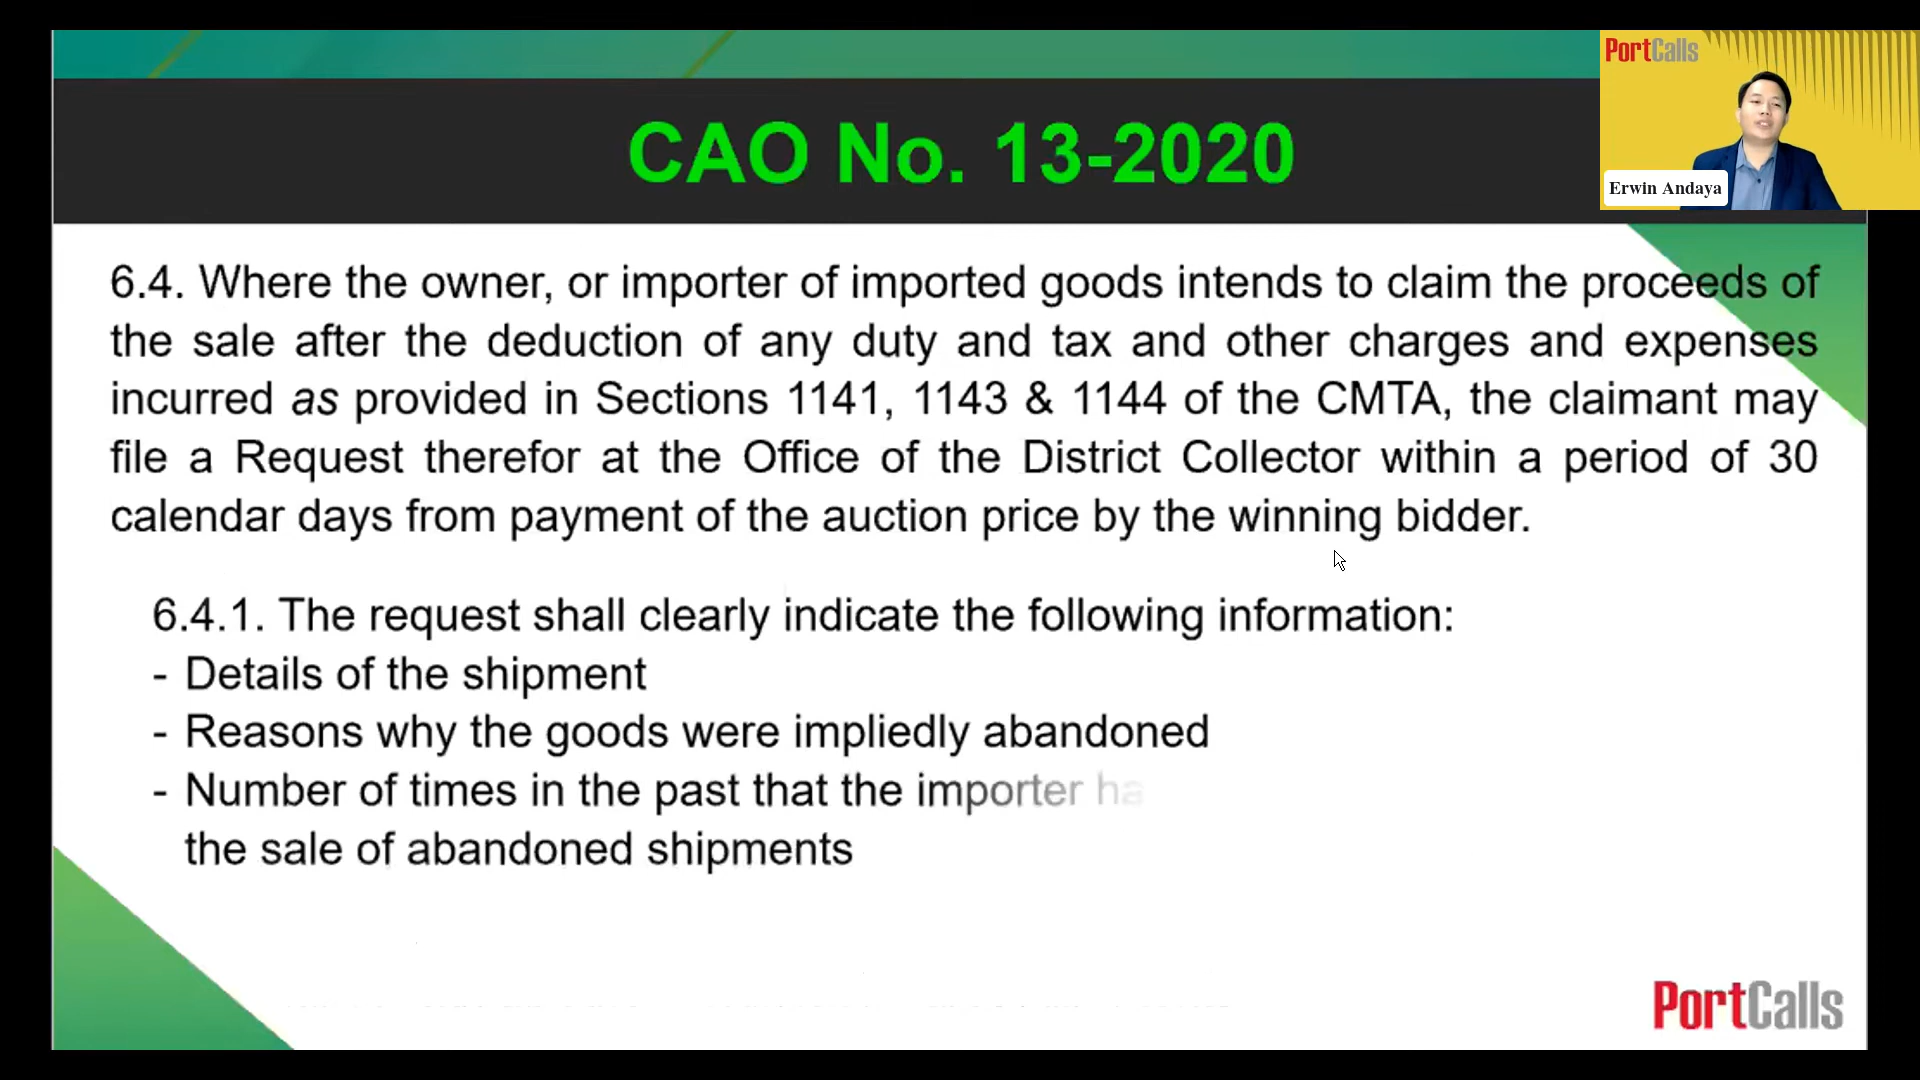 PortCalls
Erwin Andaya
CAO No. 13-2020
6.4. Where the owner, or importer of imported goods intends to claim the proceeds of
the sale after the deduction of any duty and tax and other charges and expenses
incurred as provided in Sections 1141, 1143 & 1144 of the CMTA, the claimant may
file a Request therefor at the Office of the District Collector within a period of 30
calendar days from payment of the auction price by the winning bidder.
6.4.1. The request shall clearly indicate the following information:
- Details of the shipment
- Reasons why the goods were impliedly abandoned
- Number of times in the past that the importer
the sale of abandoned shipments
PortCalls